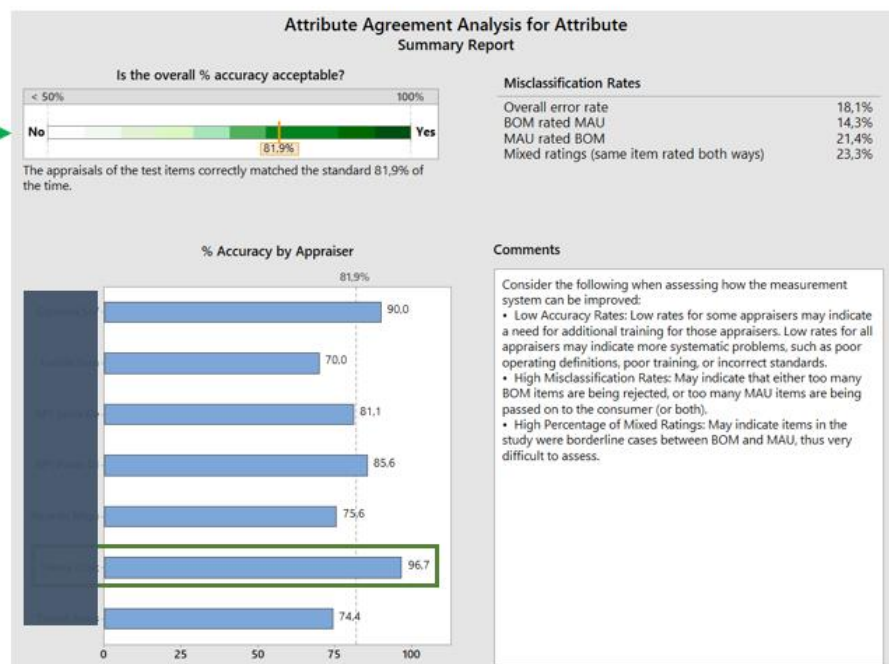 Attribute Agreement Analysis for Attribute
Summary Report
Is the overall % accuracy acceptable?
< 50% 100%
No Yes
81.9%
The appraisals of the test items correctly matched the standard 81,9% of
the time.
Misclassification Rates
Overall error rate 18,1%
BOM rated MAU 14,3%
MAU rated BOM 21,4%
Mixed ratings (same item rated both ways) 23,3%
% Accuracy by Appraiser
81,9%
90,0
70,0
81,1
85,6
75,6
96,7
74,4
0 25 50 75 100
Comments
Consider the following when assessing how the measurement
system can be improved:
• Low Accuracy Rates: Low rates for some appraisers may indicate
a need for additional training for those appraisers. Low rates for all
appraisers may indicate more systematic problems, such as poor
operating definitions, poor training, or incorrect standards.
• High Misclassification Rates: May indicate that either too many
BOM items are being rejected, or too many MAU items are being
passed on to the consumer (or both).
• High Percentage of Mixed Ratings: May indicate items in the
study were borderline cases between BOM and MAU, thus very
difficult to assess.